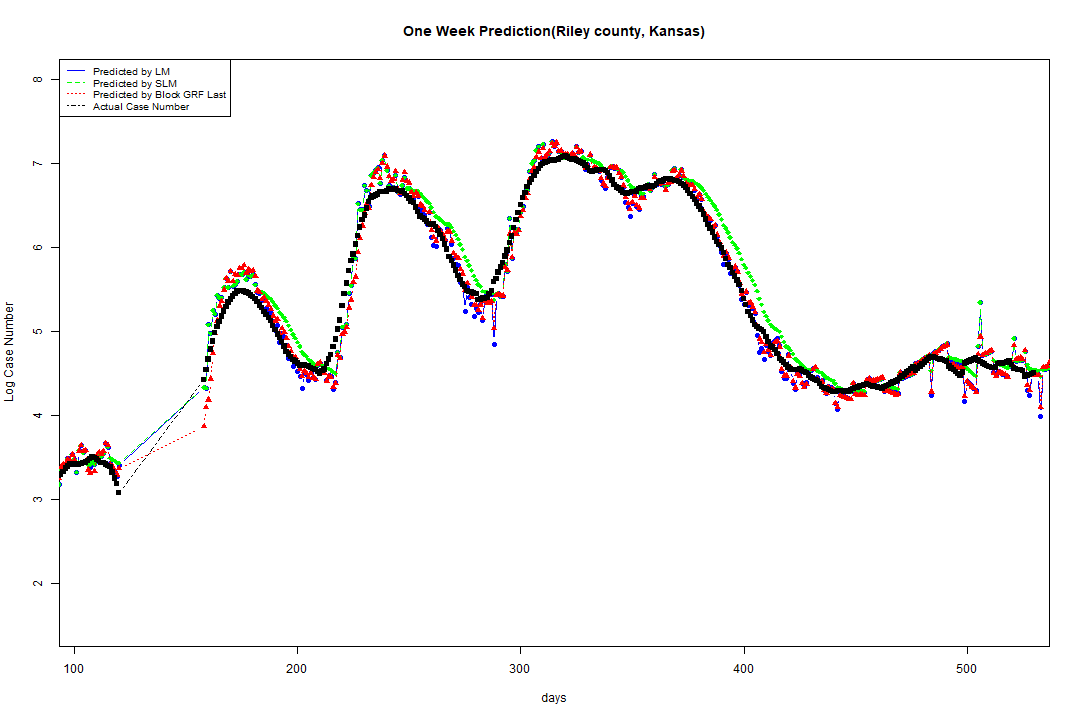 One Week Prediction(Riley county, Kansas)
Predicted by LM
Predicted by SLM
Predicted by Block GRF Last
Actual Case Number
8
7
6
5
4
3
2
Log Case Number
100 200 300 400 500
days